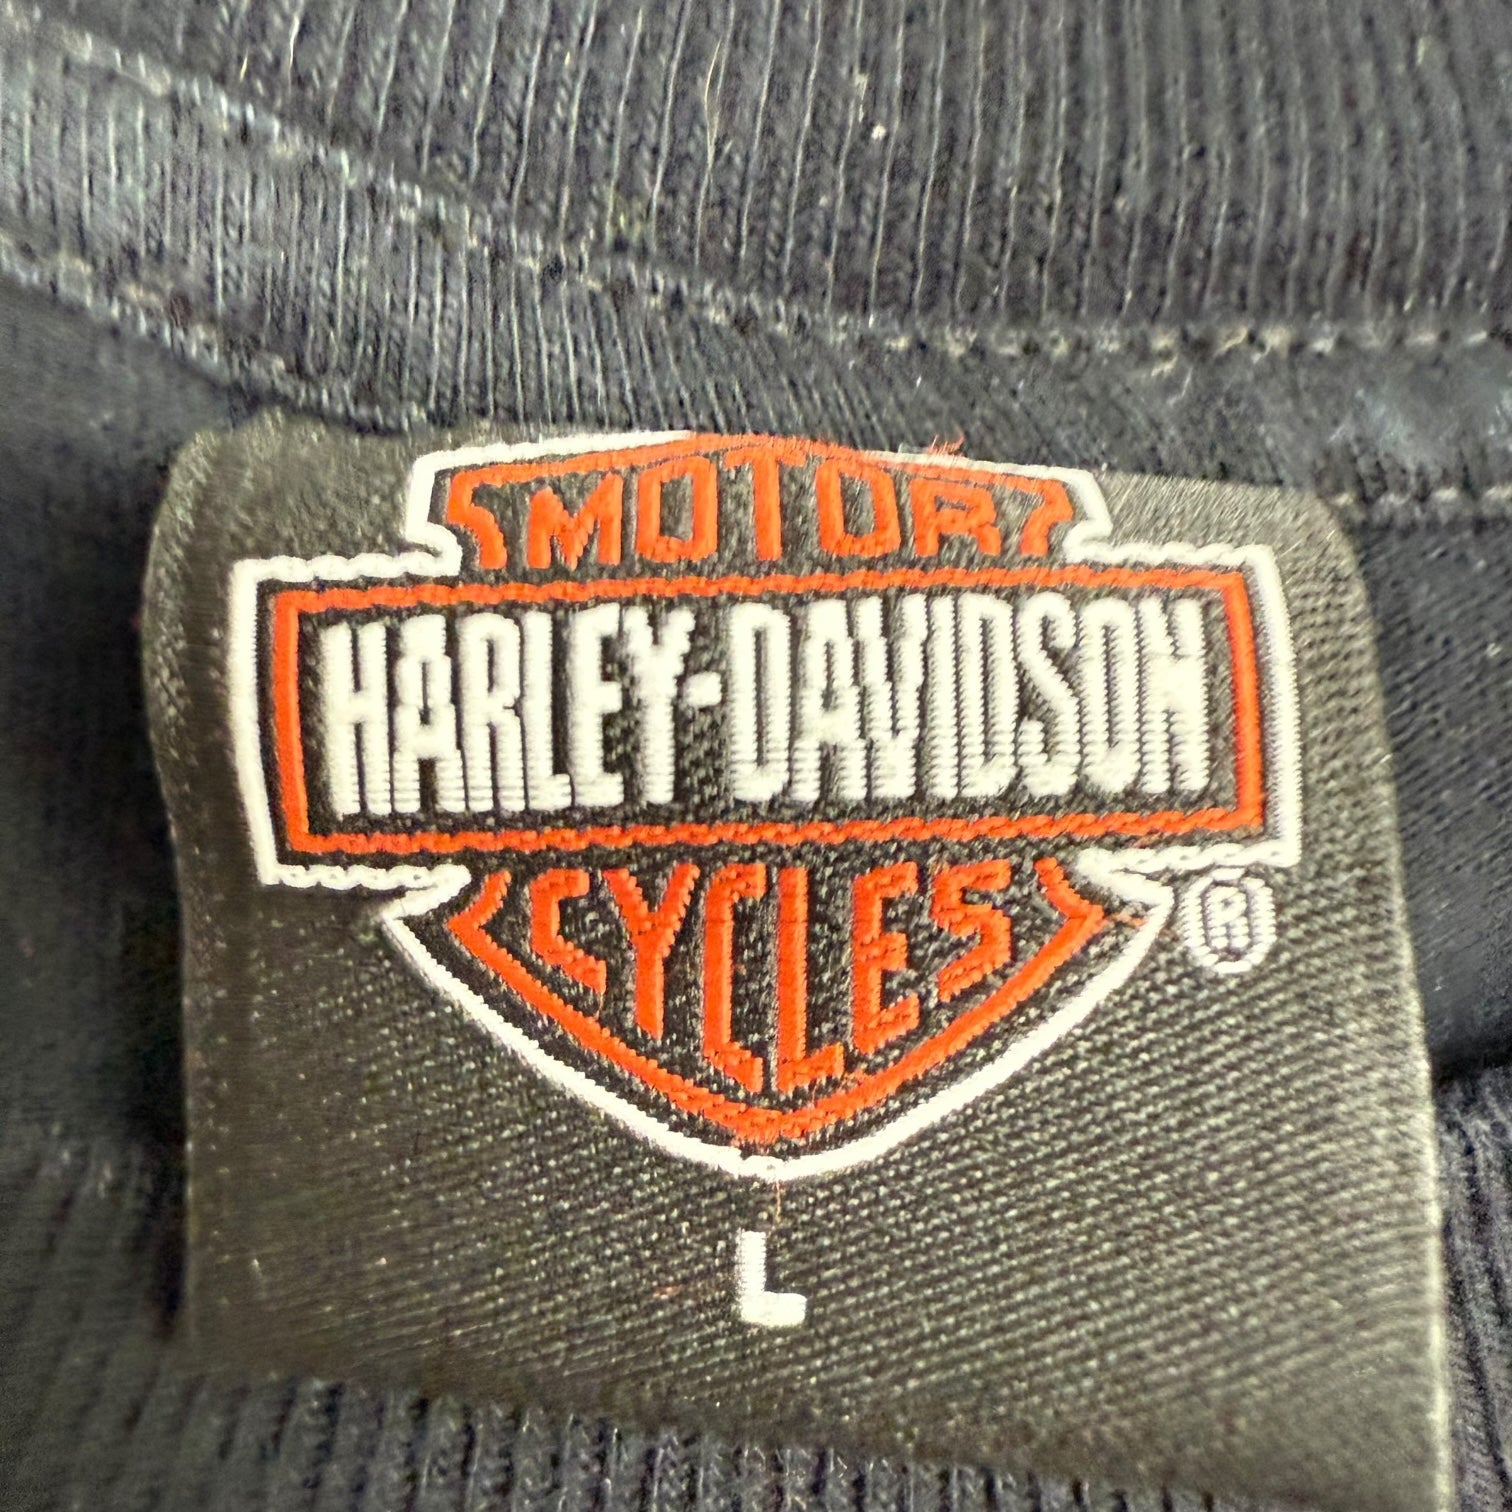 MOTOR
HARLEY-DAVIDSON
CYCLES
®
L